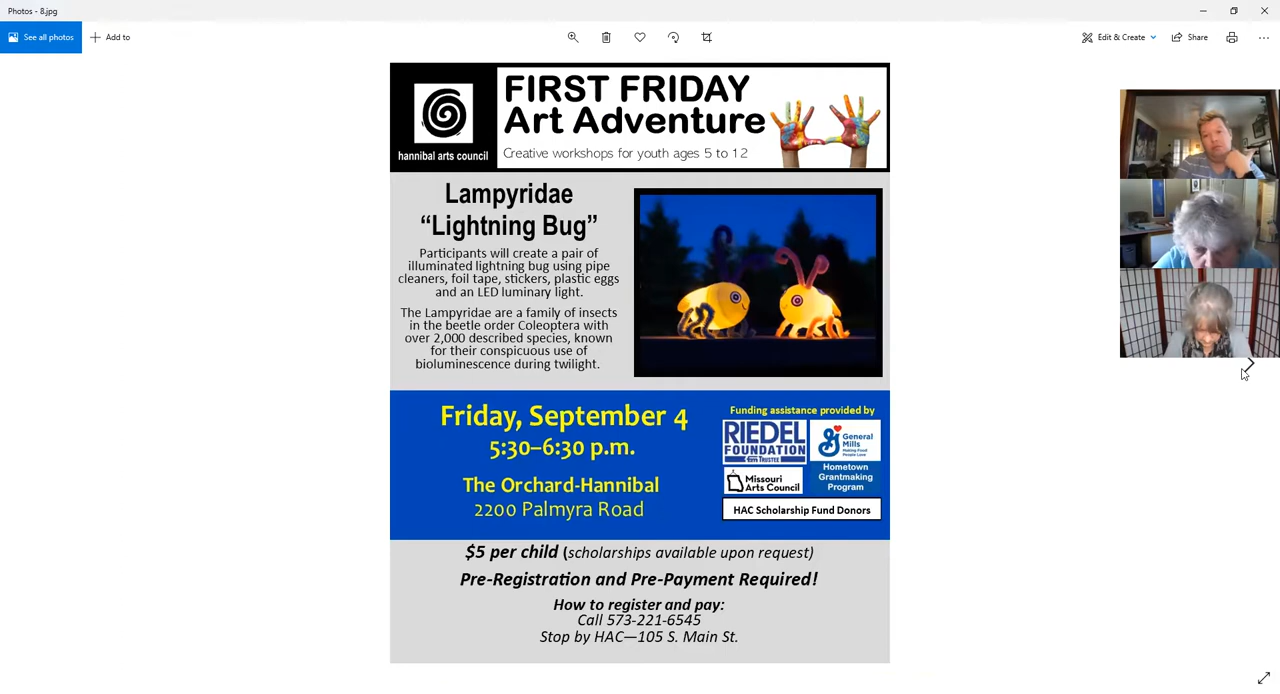 Photos - 8.jpg
See all photos
Add to
Edit & Create
Share
hannibal arts council
FIRST FRIDAY
Art Adventure
Creative workshops for youth ages 5 to 12
Lampyridae
“Lightning Bug”
Participants will create a pair of
illuminated lightning bug using pipe
cleaners, foil tape, stickers, plastic eggs
and an LED luminary light.
The Lampyridae are a family of insects
in the beetle order Coleoptera with
over 2,000 described species, known
for their conspicuous use of
bioluminescence during twilight.
Friday, September 4
5:30–6:30 p.m.
The Orchard-Hannibal
2200 Palmyra Road
Funding assistance provided by
RIEDEL
FOUNDATION
TRUSTEE
General
Mills
Making Food
People Love
Missouri
Arts Council
Hometown
Grantmaking
Program
HAC Scholarship Fund Donors
$5 per child (scholarships available upon request)
Pre-Registration and Pre-Payment Required!
How to register and pay:
Call 573-221-6545
Stop by HAC—105 S. Main St.